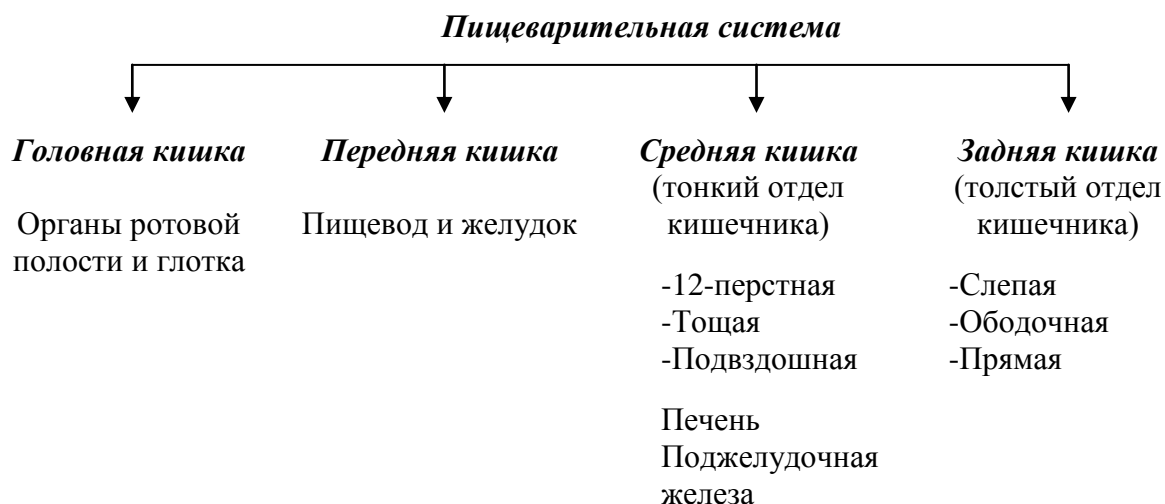 Пищеварительная система
Головная кишка
Органы ротовой
полости и глотка
Передняя кишка
Пищевод и желудок
Средняя кишка
(тонкий отдел
кишечника)
-12-перстная
-Тощая
-Подвздошная
Печень
Поджелудочная
железа
Задняя кишка
(толстый отдел
кишечника)
-Слепая
-Ободочная
-Прямая